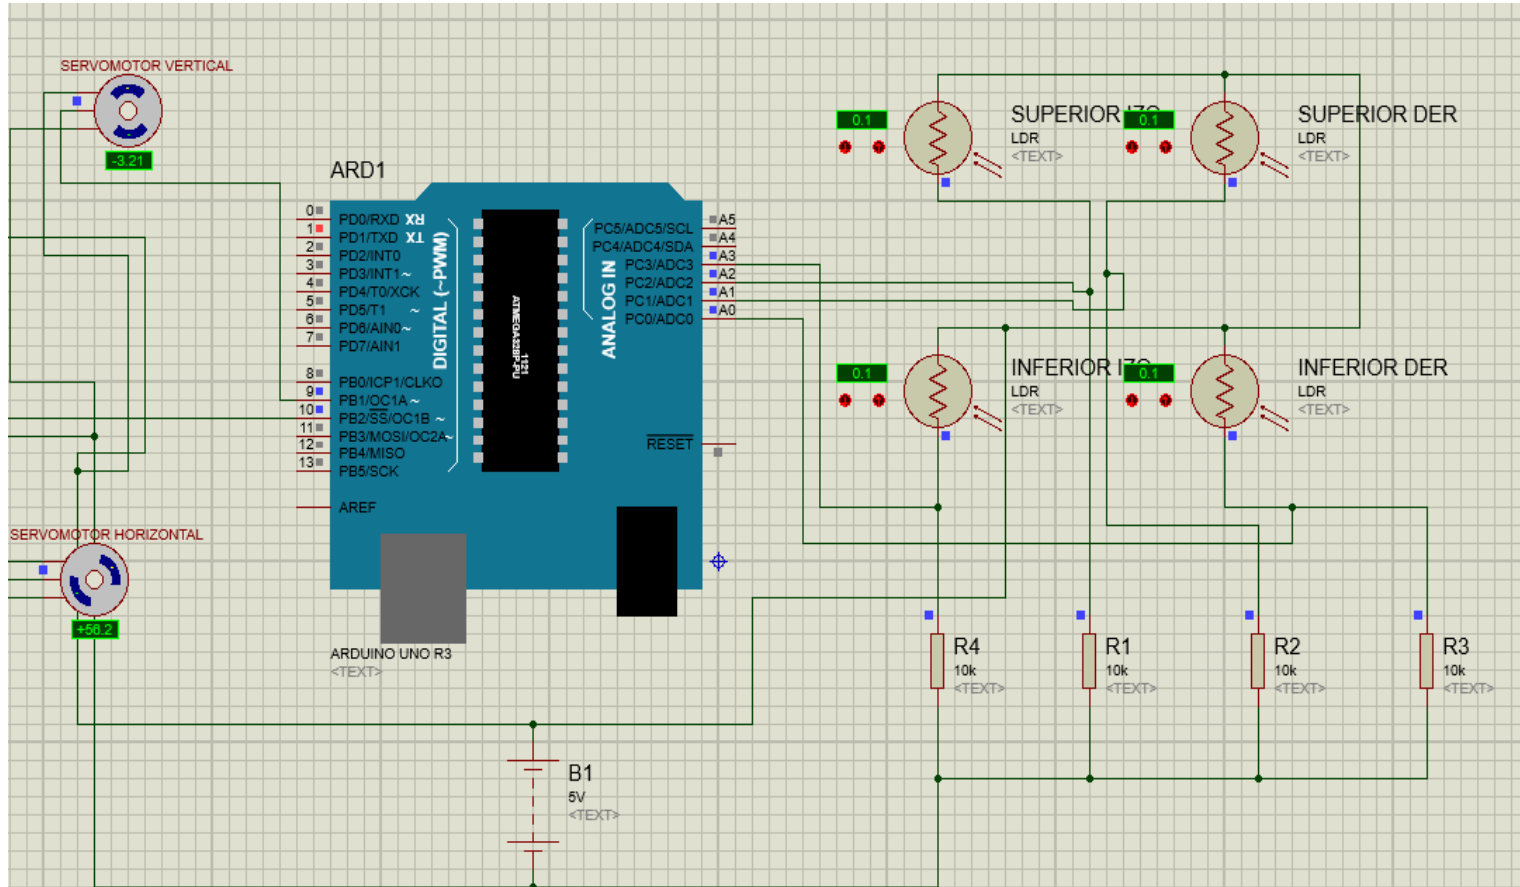 SERVOMOTOR VERTICAL
-3.21
ARD1
0
1
2
3
4
5
6
7
8
9
10
11
12
13
PD0/RXD
PD1/TXD
PD2/INT0
PD3/INT1~
PD4/T0/XCK
PD5/T1 ~
PD6/AIN0~
PD7/AIN1
PB0/ICP1/CLKO
PB1/OC1A ~
PB2/SS/OC1B ~
PB3/MOSI/OC2A~
PB4/MISO
PB5/SCK
AREF
RX
TX
DIGITAL (~PWM)
ATMEGA328P-PU
1121
ANALOG IN
PC5/ADC5/SCL
PC4/ADC4/SDA
PC3/ADC3
PC2/ADC2
PC1/ADC1
PC0/ADC0
A5
A4
A3
A2
A1
A0
RESET
ARDUINO UNO R3
<TEXT>
SERVOMOTOR HORIZONTAL
+56.2
0.1
SUPERIOR IZQ
LDR
<TEXT>
0.1
SUPERIOR DER
LDR
<TEXT>
0.1
INFERIOR IZQ
LDR
<TEXT>
0.1
INFERIOR DER
LDR
<TEXT>
R4
10k
<TEXT>
R1
10k
<TEXT>
R2
10k
<TEXT>
R3
10k
<TEXT>
B1
5V
<TEXT>